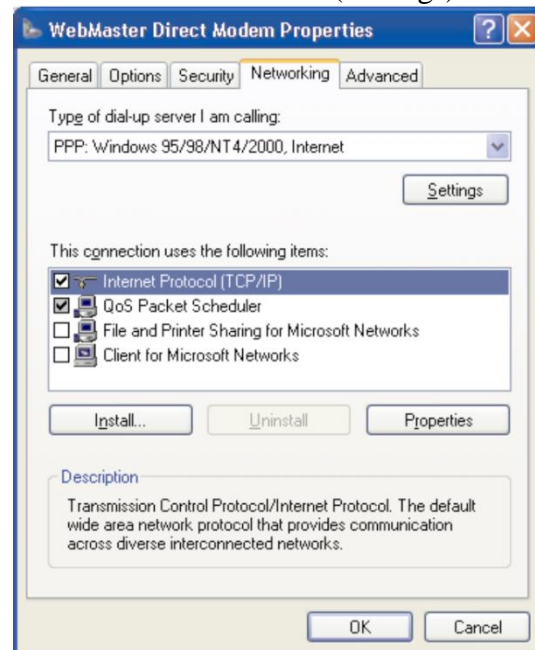 WebMaster Direct Modem Properties
General Options Security Networking Advanced
Type of dial-up server I am calling:
PPP: Windows 95/98/NT4/2000, Internet
Settings
This connection uses the following items:
Internet Protocol (TCP/IP)
QoS Packet Scheduler
File and Printer Sharing for Microsoft Networks
Client for Microsoft Networks
Install... Uninstall Properties
Description
Transmission Control Protocol/Internet Protocol. The default
wide area network protocol that provides communication
across diverse interconnected networks.
OK Cancel